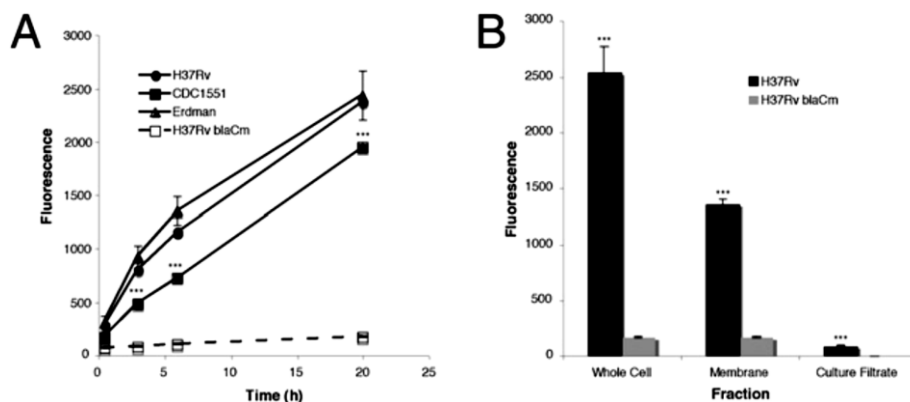 A
Fluorescence
3000
2500
2000
1500
1000
500
0
0
5
10
15
20
25
Time (h)
H37Rv
CDC1551
Erdman
H37Rv blaCm
***
***
***
B
Fluorescence
3000
2500
2000
1500
1000
500
0
***
***
***
H37Rv
H37Rv blaCm
Whole Cell
Membrane
Culture Filtrate
Fraction